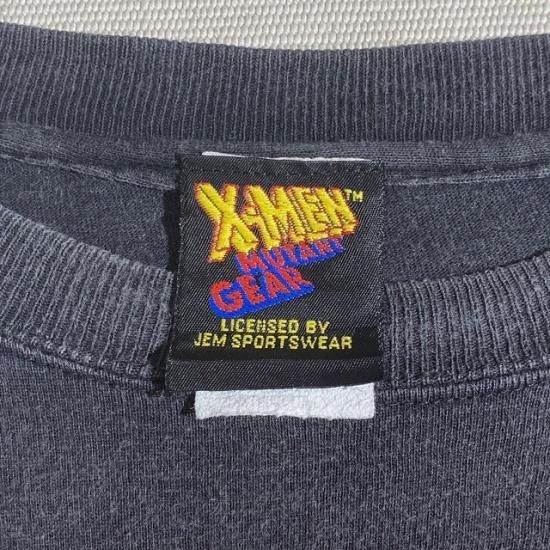 X-MEN™
MUTANT
GEAR
LICENSED BY
JEM SPORTSWEAR